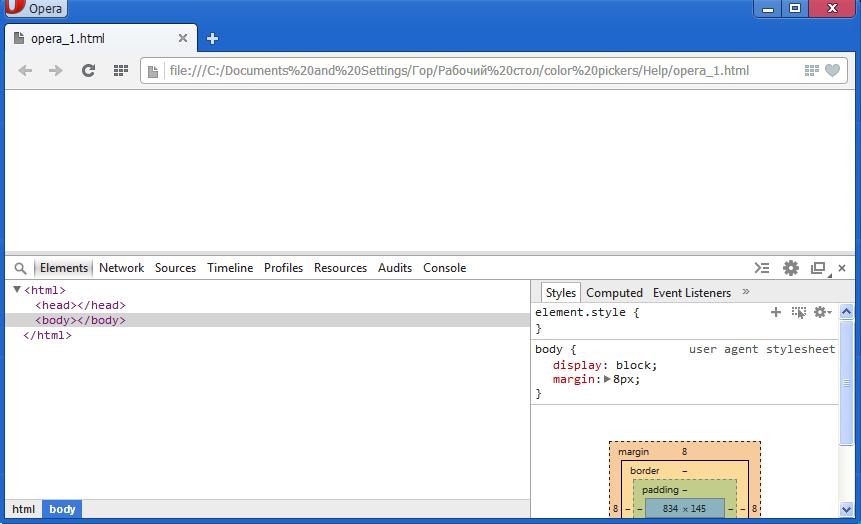 Opera
opera_1.html
file:///C:/Documents%20and%20Settings/Гор/Рабочий%20стол/color%20pickers/Help/opera_1.html
Elements Network Sources Timeline Profiles Resources Audits Console
<html>
<head></head>
<body></body>
</html>
html body
Styles Computed Event Listeners »
element.style {
}
body { user agent stylesheet
display: block;
margin: 8px;
}
margin 8
border –
padding –
8 – – 834 × 145 – – 8